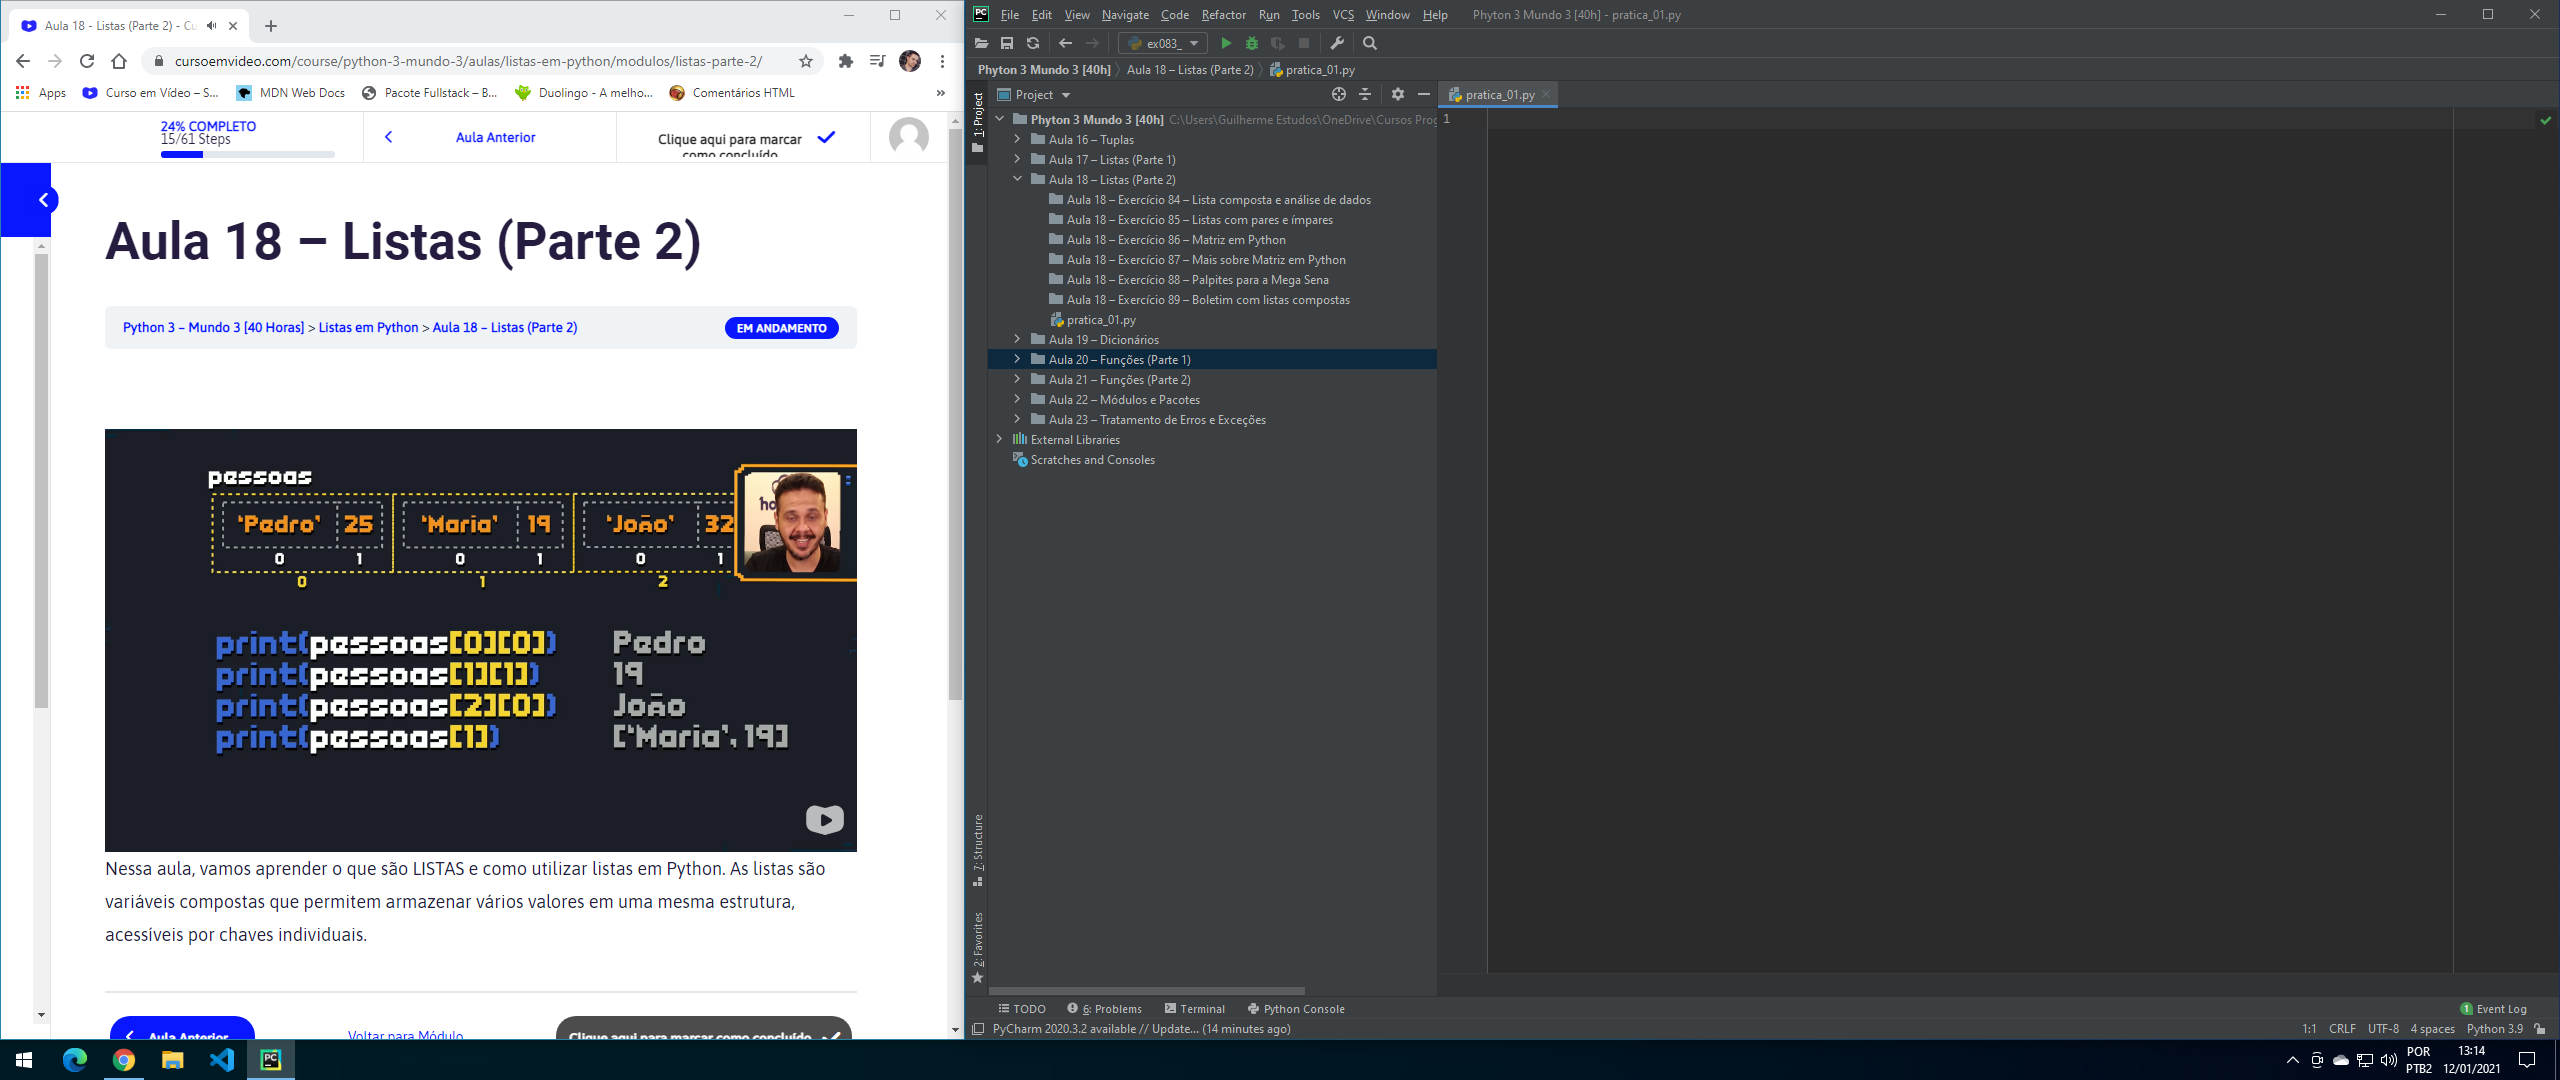 Aula 18 - Listas (Parte 2) - Cu
cursoemvideo.com/course/python-3-mundo-3/aulas/listas-em-python/modulos/listas-parte-2/
Apps
Curso em Vídeo – S...
MDN Web Docs
Pacote Fullstack – B...
Duolingo - A melho...
Comentários HTML
»
24% COMPLETO
15/61 Steps
Aula Anterior
Clique aqui para marcar
como concluído
Aula 18 – Listas (Parte 2)
Python 3 – Mundo 3 [40 Horas] > Listas em Python > Aula 18 – Listas (Parte 2)
EM ANDAMENTO
pessoas
'Pedro' 25 'Maria' 19 'João' 32
0 1 0 1 0 1
0 1 2
print(pessoas[0][0]) Pedro
print(pessoas[1][1]) 19
print(pessoas[2][0]) João
print(pessoas[1]) ['Maria', 19]
Nessa aula, vamos aprender o que são LISTAS e como utilizar listas em Python. As listas são
variáveis compostas que permitem armazenar vários valores em uma mesma estrutura,
acessíveis por chaves individuais.
Aula Anterior
Voltar para Módulo
Clique aqui para marcar como concluído
PC File Edit View Navigate Code Refactor Run Tools VCS Window Help Phyton 3 Mundo 3 [40h] - pratica_01.py
ex083_
Phyton 3 Mundo 3 [40h] Aula 18 – Listas (Parte 2) pratica_01.py
1: Project
Project
pratica_01.py
1
Phyton 3 Mundo 3 [40h] C:\Users\Guilherme Estudos\OneDrive\Cursos Prog
Aula 16 – Tuplas
Aula 17 – Listas (Parte 1)
Aula 18 – Listas (Parte 2)
Aula 18 – Exercício 84 – Lista composta e análise de dados
Aula 18 – Exercício 85 – Listas com pares e ímpares
Aula 18 – Exercício 86 – Matriz em Python
Aula 18 – Exercício 87 – Mais sobre Matriz em Python
Aula 18 – Exercício 88 – Palpites para a Mega Sena
Aula 18 – Exercício 89 – Boletim com listas compostas
pratica_01.py
Aula 19 – Dicionários
Aula 20 – Funções (Parte 1)
Aula 21 – Funções (Parte 2)
Aula 22 – Módulos e Pacotes
Aula 23 – Tratamento de Erros e Exceções
External Libraries
Scratches and Consoles
7: Structure
2: Favorites
TODO 6: Problems Terminal Python Console
1 Event Log
PyCharm 2020.3.2 available // Update... (14 minutes ago)
1:1 CRLF UTF-8 4 spaces Python 3.9
PC
POR
PTB2
13:14
12/01/2021